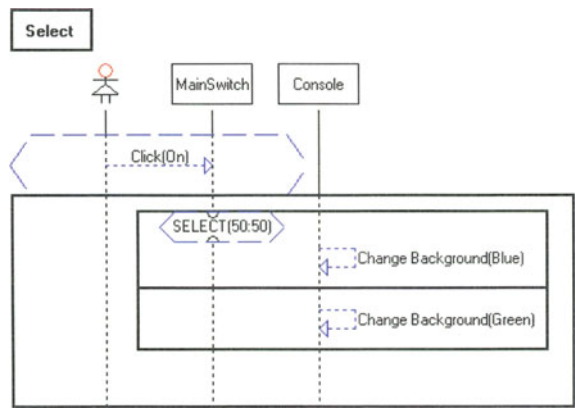 Select
MainSwitch
Console
Click(On)
SELECT(50:50)
Change Background(Blue)
Change Background(Green)